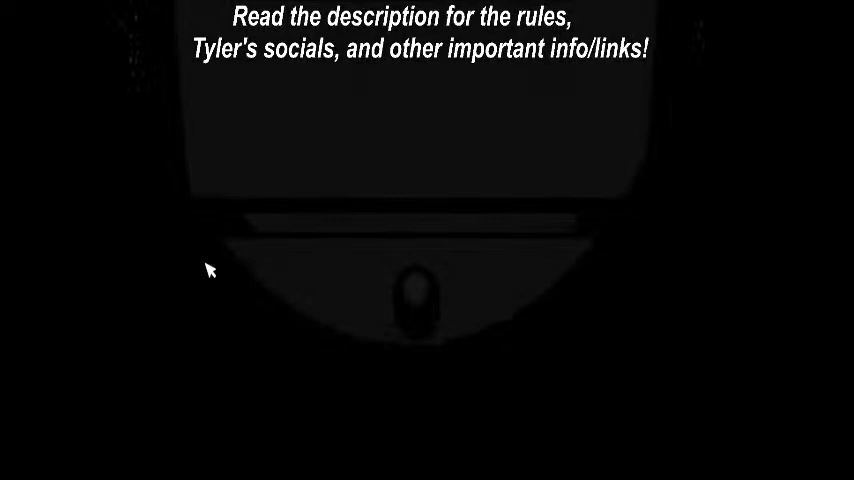 Read the description for the rules,
Tyler's socials, and other important info/links!